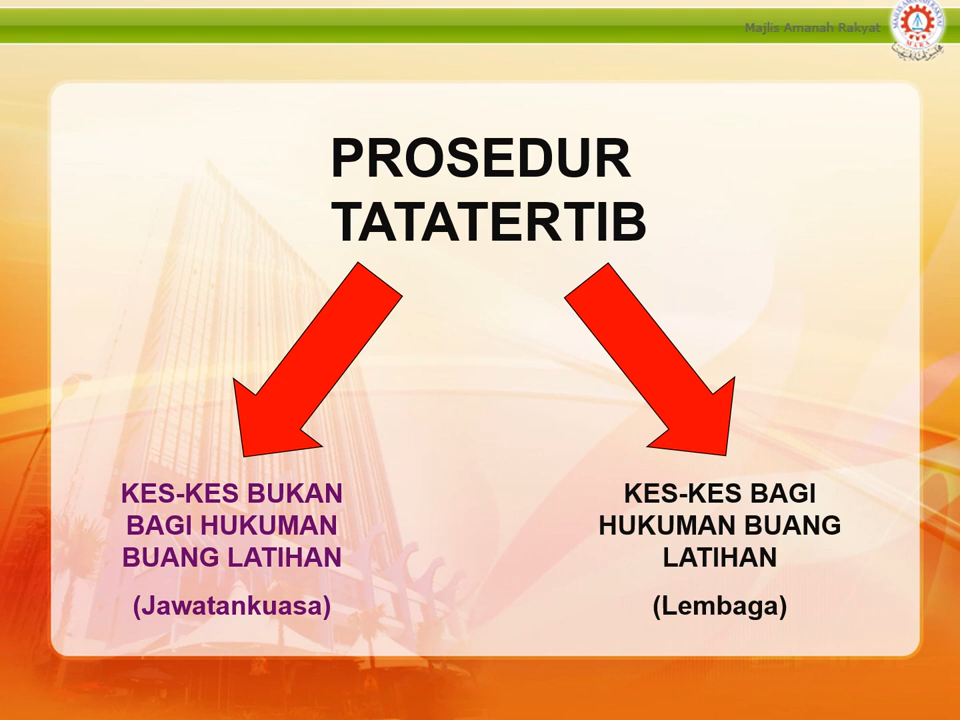 Majlis Amanah Rakyat
MARA
PROSEDUR
TATATERTIB
KES-KES BUKAN
BAGI HUKUMAN
BUANG LATIHAN
(Jawatankuasa)
KES-KES BAGI
HUKUMAN BUANG
LATIHAN
(Lembaga)